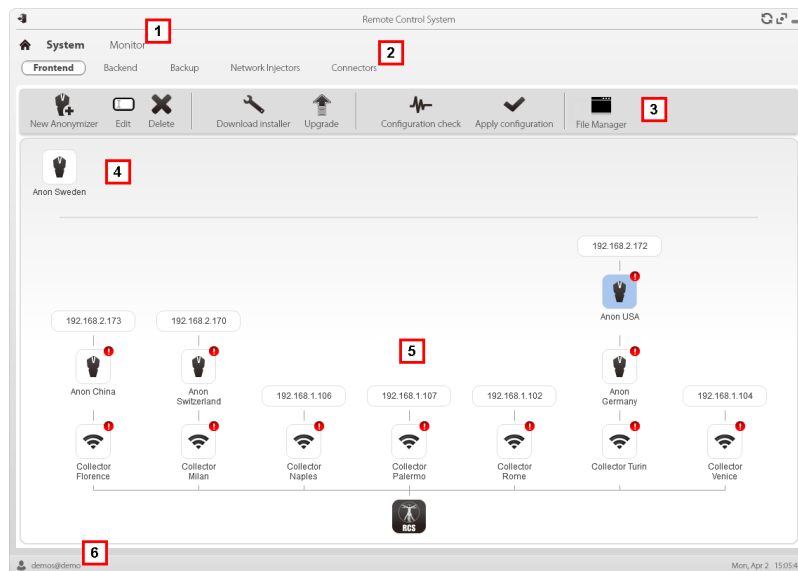 Remote Control System
1
System Monitor
2
Frontend Backend Backup Network Injectors Connectors
New Anonymizer Edit Delete Download installer Upgrade Configuration check Apply configuration File Manager
3
4
Anon Sweden
192.168.2.172
Anon USA
192.168.2.173 192.168.2.170
5
Anon China
Anon
Switzerland
192.168.1.106 192.168.1.107 192.168.1.102
Anon
Germany
192.168.1.104
Collector
Florence
Collector
Milan
Collector
Naples
Collector
Palermo
Collector
Rome
Collector Turin
Collector
Venice
RCS
6
demos@demo
Mon, Apr 2 15:05:4